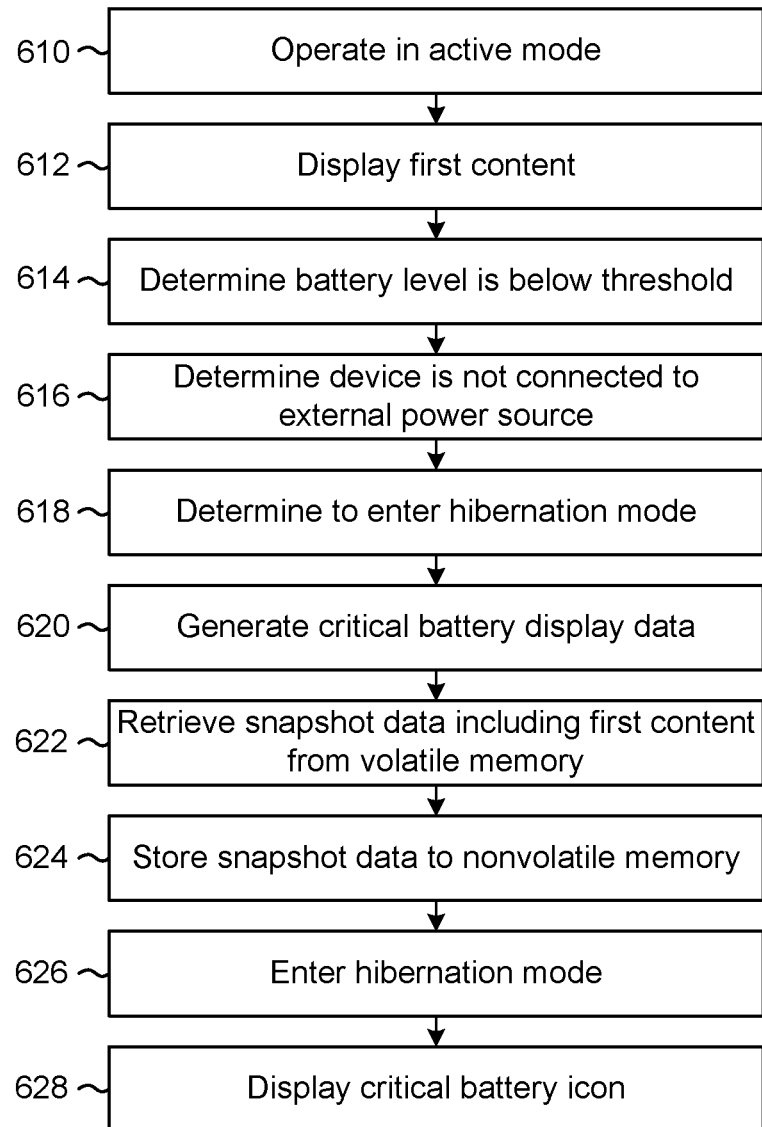 610
Operate in active mode
612
Display first content
614
Determine battery level is below threshold
616
Determine device is not connected to
external power source
618
Determine to enter hibernation mode
620
Generate critical battery display data
622
Retrieve snapshot data including first content
from volatile memory
624
Store snapshot data to nonvolatile memory
626
Enter hibernation mode
628
Display critical battery icon